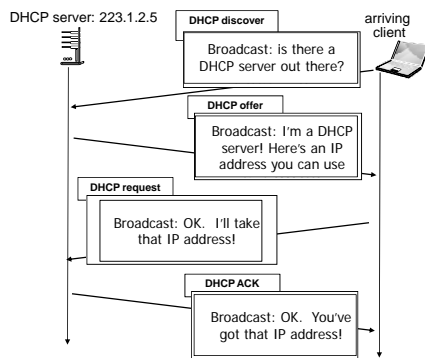 DHCP server: 223.1.2.5
DHCP discover
arriving
client
Broadcast: is there a
DHCP server out there?
DHCP offer
Broadcast: I'm a DHCP
server! Here's an IP
address you can use
DHCP request
Broadcast: OK. I'll take
that IP address!
DHCP ACK
Broadcast: OK. You've
got that IP address!